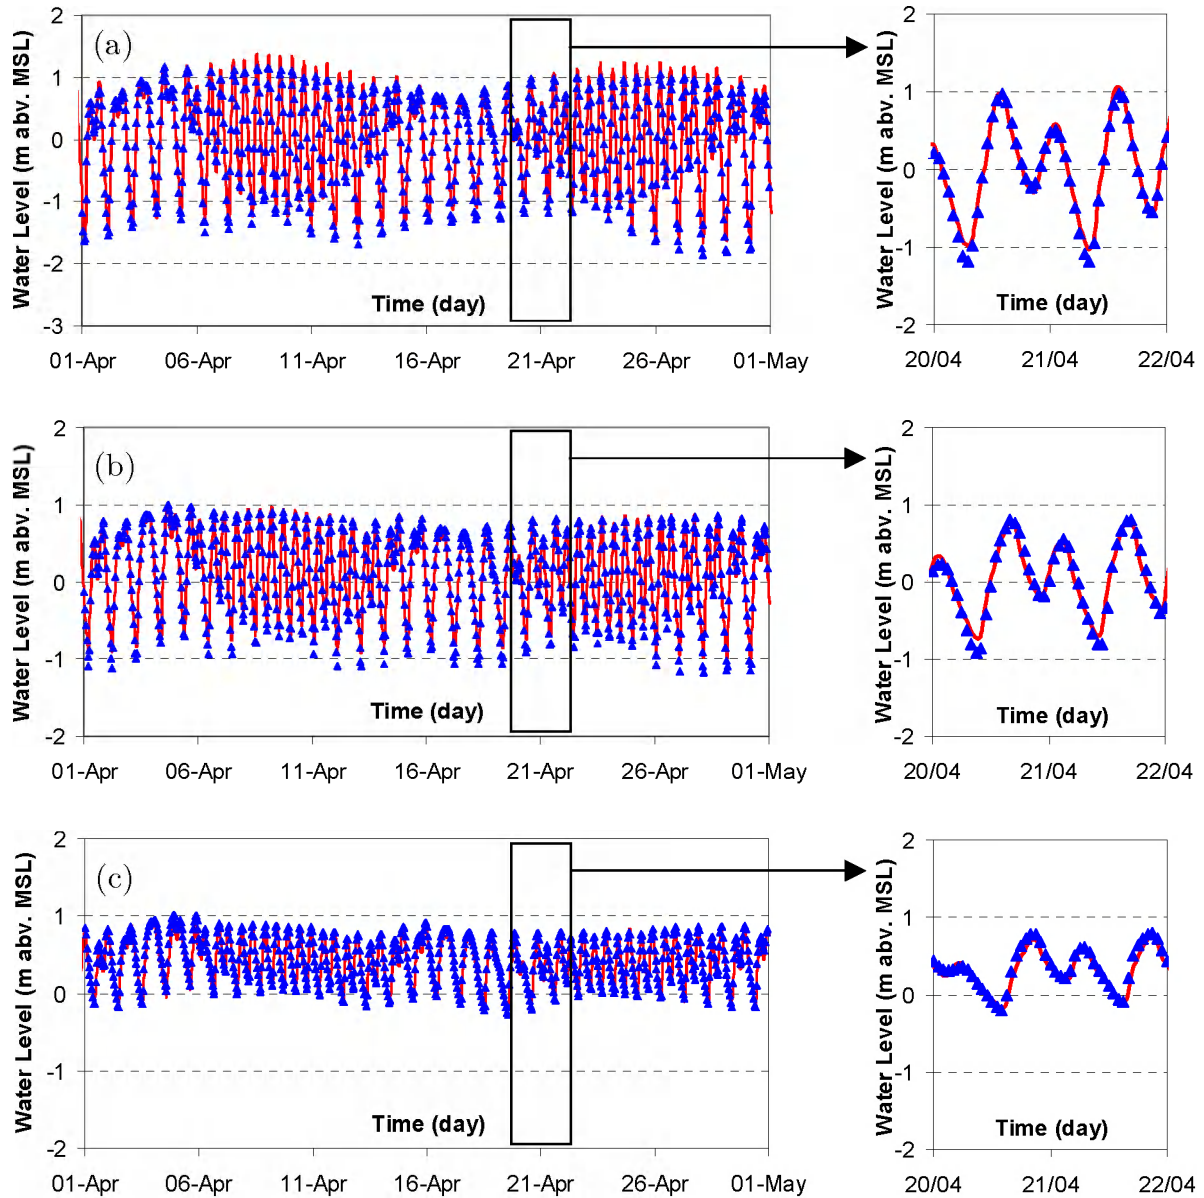 (a)
Water Level (m abv. MSL)
2
1
0
-1
-2
-3
Time (day)
01-Apr 06-Apr 11-Apr 16-Apr 21-Apr 26-Apr 01-May
Water Level (m abv. MSL)
2
1
0
-1
-2
Time (day)
20/04 21/04 22/04
(b)
Water Level (m abv. MSL)
2
1
0
-1
-2
Time (day)
01-Apr 06-Apr 11-Apr 16-Apr 21-Apr 26-Apr 01-May
Water Level (m abv. MSL)
2
1
0
-1
-2
Time (day)
20/04 21/04 22/04
(c)
Water Level (m abv. MSL)
2
1
0
-1
-2
Time (day)
01-Apr 06-Apr 11-Apr 16-Apr 21-Apr 26-Apr 01-May
Water Level (m abv. MSL)
2
1
0
-1
-2
Time (day)
20/04 21/04 22/04